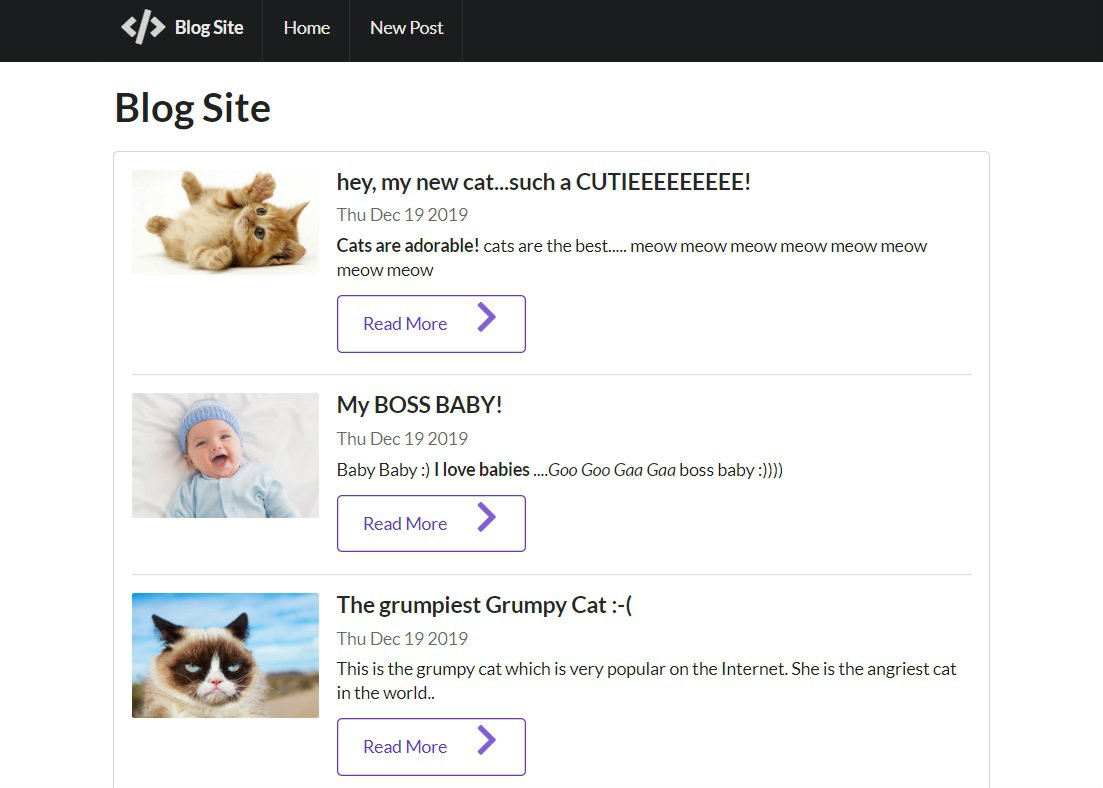 Blog Site Home New Post
Blog Site
hey, my new cat...such a CUTIEEEEEEEEE!
Thu Dec 19 2019
Cats are adorable! cats are the best..... meow meow meow meow meow meow
meow meow
Read More
My BOSS BABY!
Thu Dec 19 2019
Baby Baby :) I love babies ....Goo Goo Gaa Gaa boss baby :))))
Read More
The grumpiest Grumpy Cat :-(
Thu Dec 19 2019
This is the grumpy cat which is very popular on the Internet. She is the angriest cat
in the world..
Read More